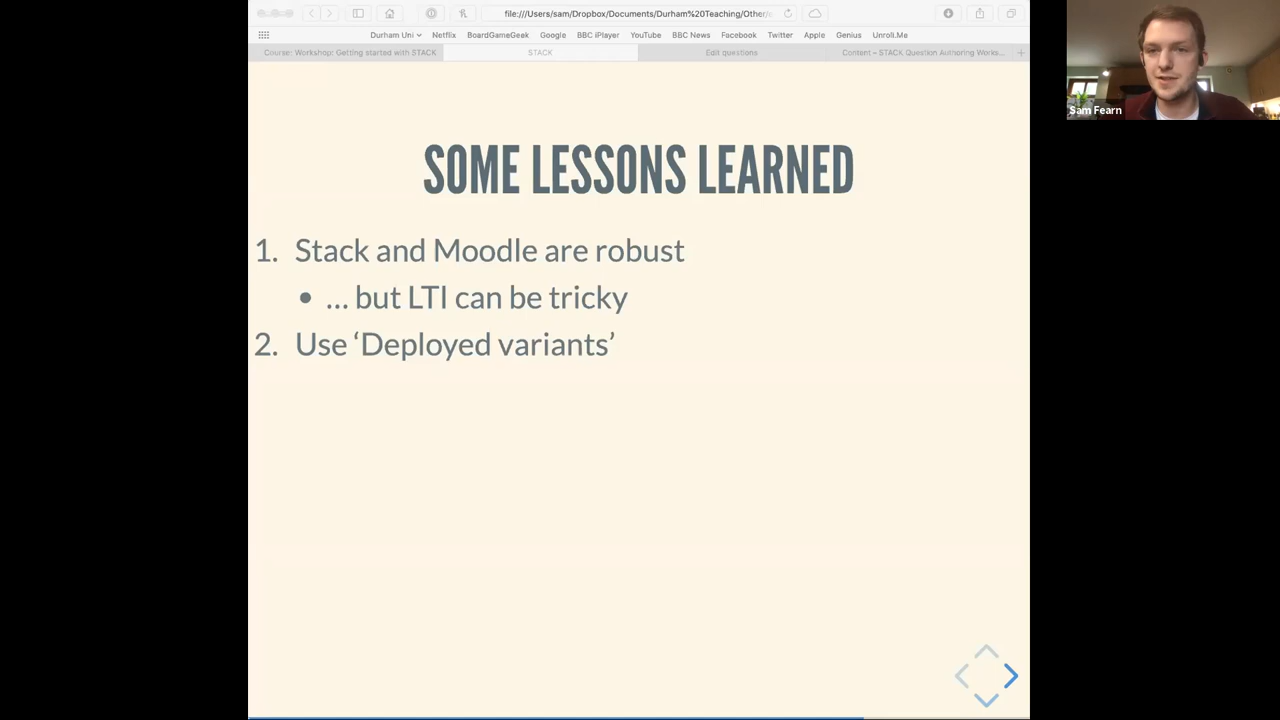 file:///Users/sam/Dropbox/Documents/Durham%20Teaching/Other/
Durham Uni
Netflix
BoardGameGeek
Google
BBC iPlayer
YouTube
BBC News
Facebook
Twitter
Apple
Genius
Unroll.Me
Course: Workshop: Getting started with STACK
STACK
Edit questions
Content – STACK Question Authoring Works...
Sam Fearn
SOME LESSONS LEARNED
1. Stack and Moodle are robust
• ... but LTI can be tricky
2. Use ‘Deployed variants’